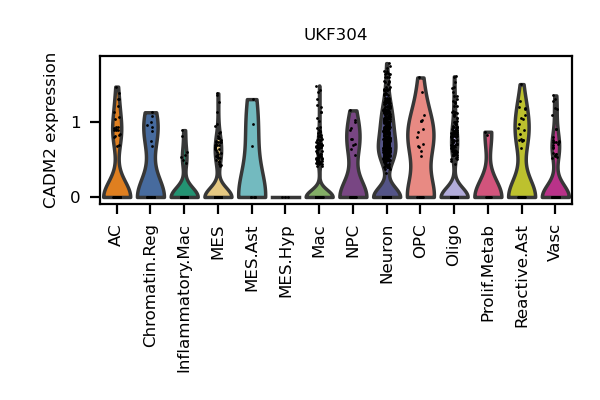 UKF304
CADM2 expression
1
0
AC
Chromatin.Reg
Inflammatory.Mac
MES
MES.Ast
MES.Hyp
Mac
NPC
Neuron
OPC
Oligo
Prolif.Metab
Reactive.Ast
Vasc